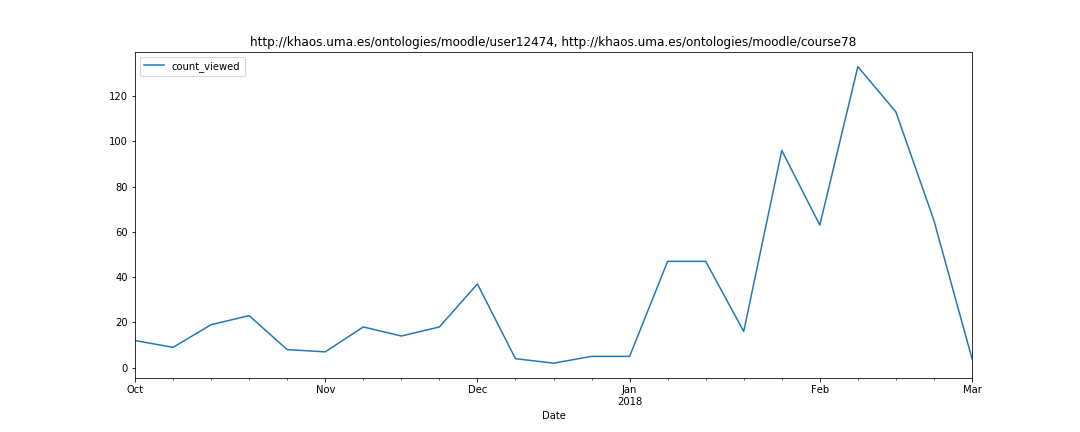 http://khaos.uma.es/ontologies/moodle/user12474, http://khaos.uma.es/ontologies/moodle/course78
count_viewed
120
100
80
60
40
20
0
Oct Nov Dec Jan Feb Mar
2018
Date